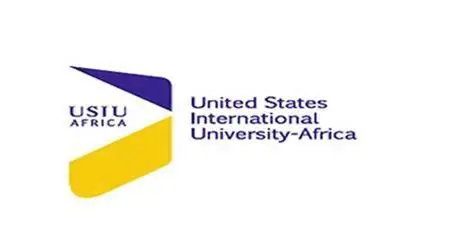 USIU
AFRICA
United States
International
University-Africa